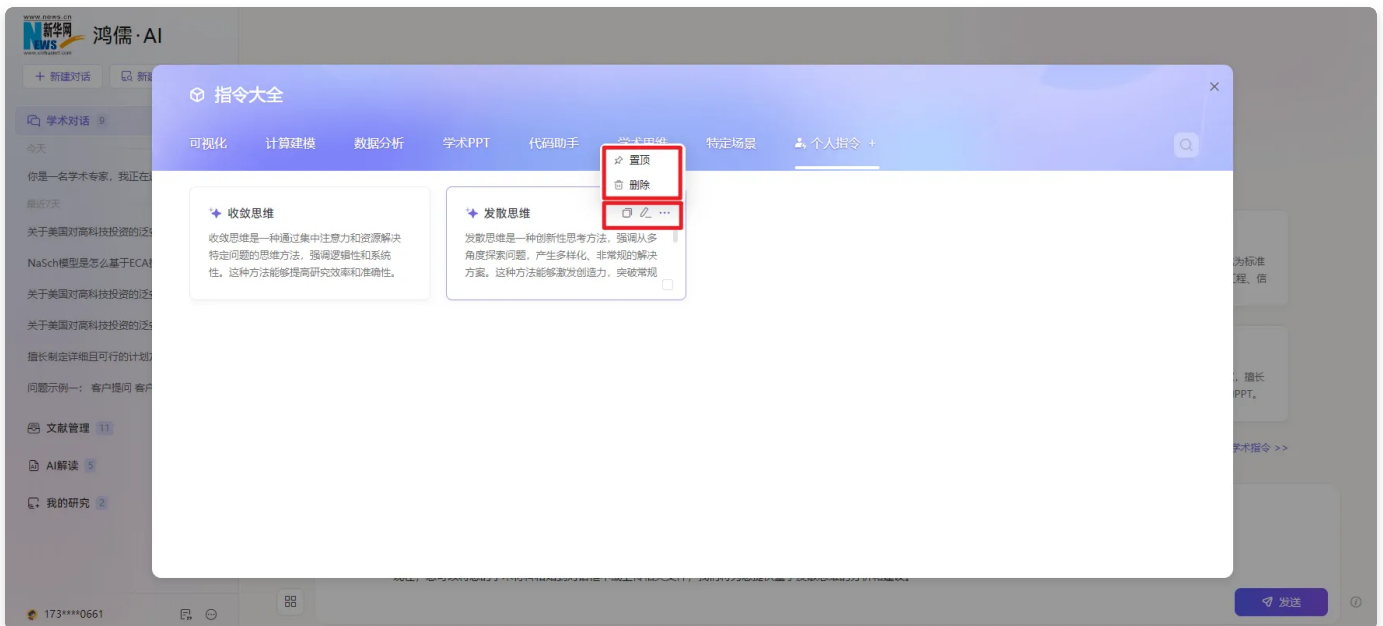 www.news.cn
新华网
NEWS
鸿儒·AI
+ 新建对话
新建
学术对话 9
今天
你是一名学术专家，我正在
最近7天
关于美国对高科技投资的泛
NaSch模型是怎么基于ECA
关于美国对高科技投资的泛
关于美国对高科技投资的泛
擅长制定详细且可行的计划
问题示例一： 客户提问 客户
文献管理 11
AI解读 5
我的研究 2
173****0661
指令大全
可视化 计算建模 数据分析 学术PPT 代码助手 学术思维 特定场景 个人指令 +
置顶
删除
收敛思维
收敛思维是一种通过集中注意力和资源解决
特定问题的思维方法，强调逻辑性和系统
性。这种方法能够提高研究效率和准确性。
发散思维
发散思维是一种创新性思考方法，强调从多
角度探索问题，产生多样化、非常规的解决
方案。这种方法能够激发创造力，突破常规
为标准
工程、信
，擅长
PPT。
学术指令 >>
发送